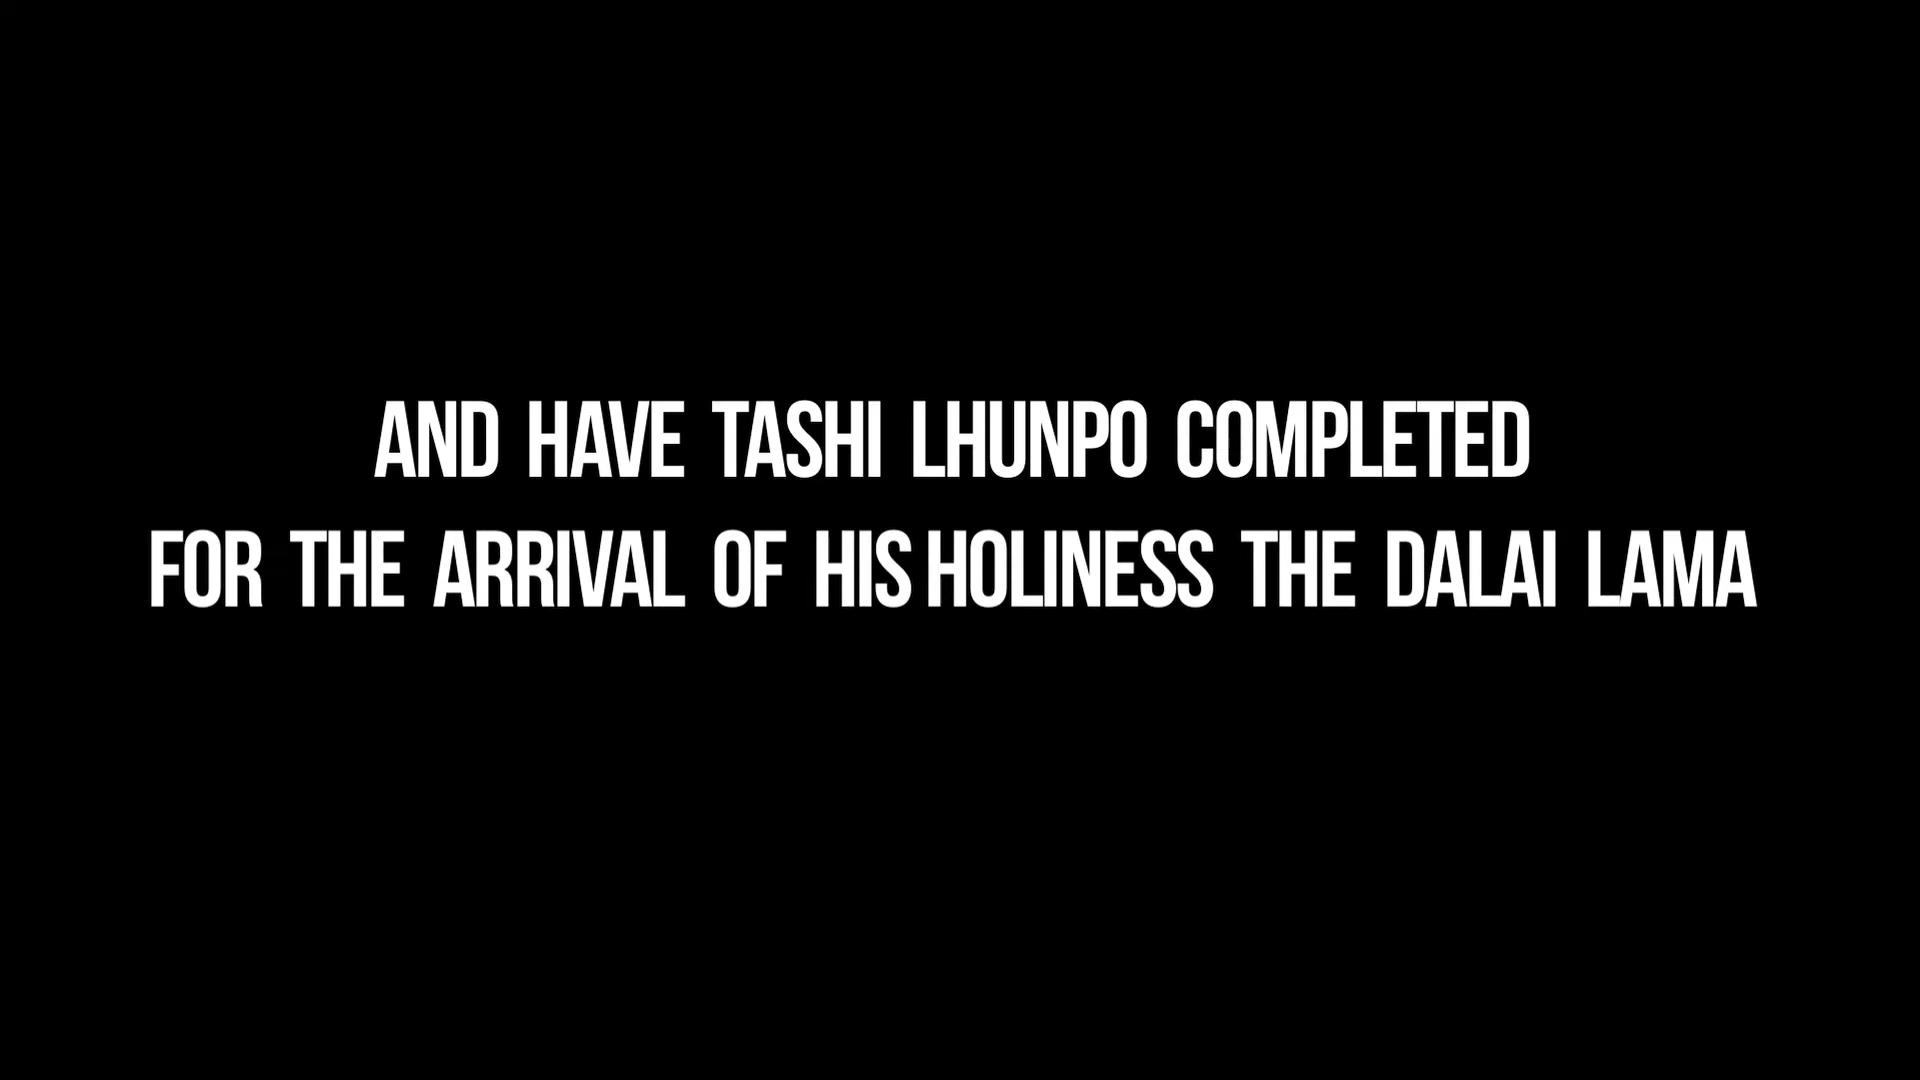 AND HAVE TASHI LHUNPO COMPLETED
FOR THE ARRIVAL OF HIS HOLINESS THE DALAI LAMA